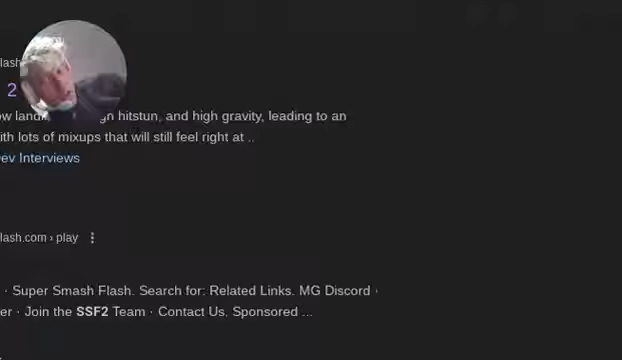 lash
2
ow landi gh hitstun, and high gravity, leading to an
ith lots of mixups that will still feel right at ..
ev Interviews
lash.com › play
· Super Smash Flash. Search for: Related Links. MG Discord ·
er · Join the SSF2 Team · Contact Us. Sponsored ...